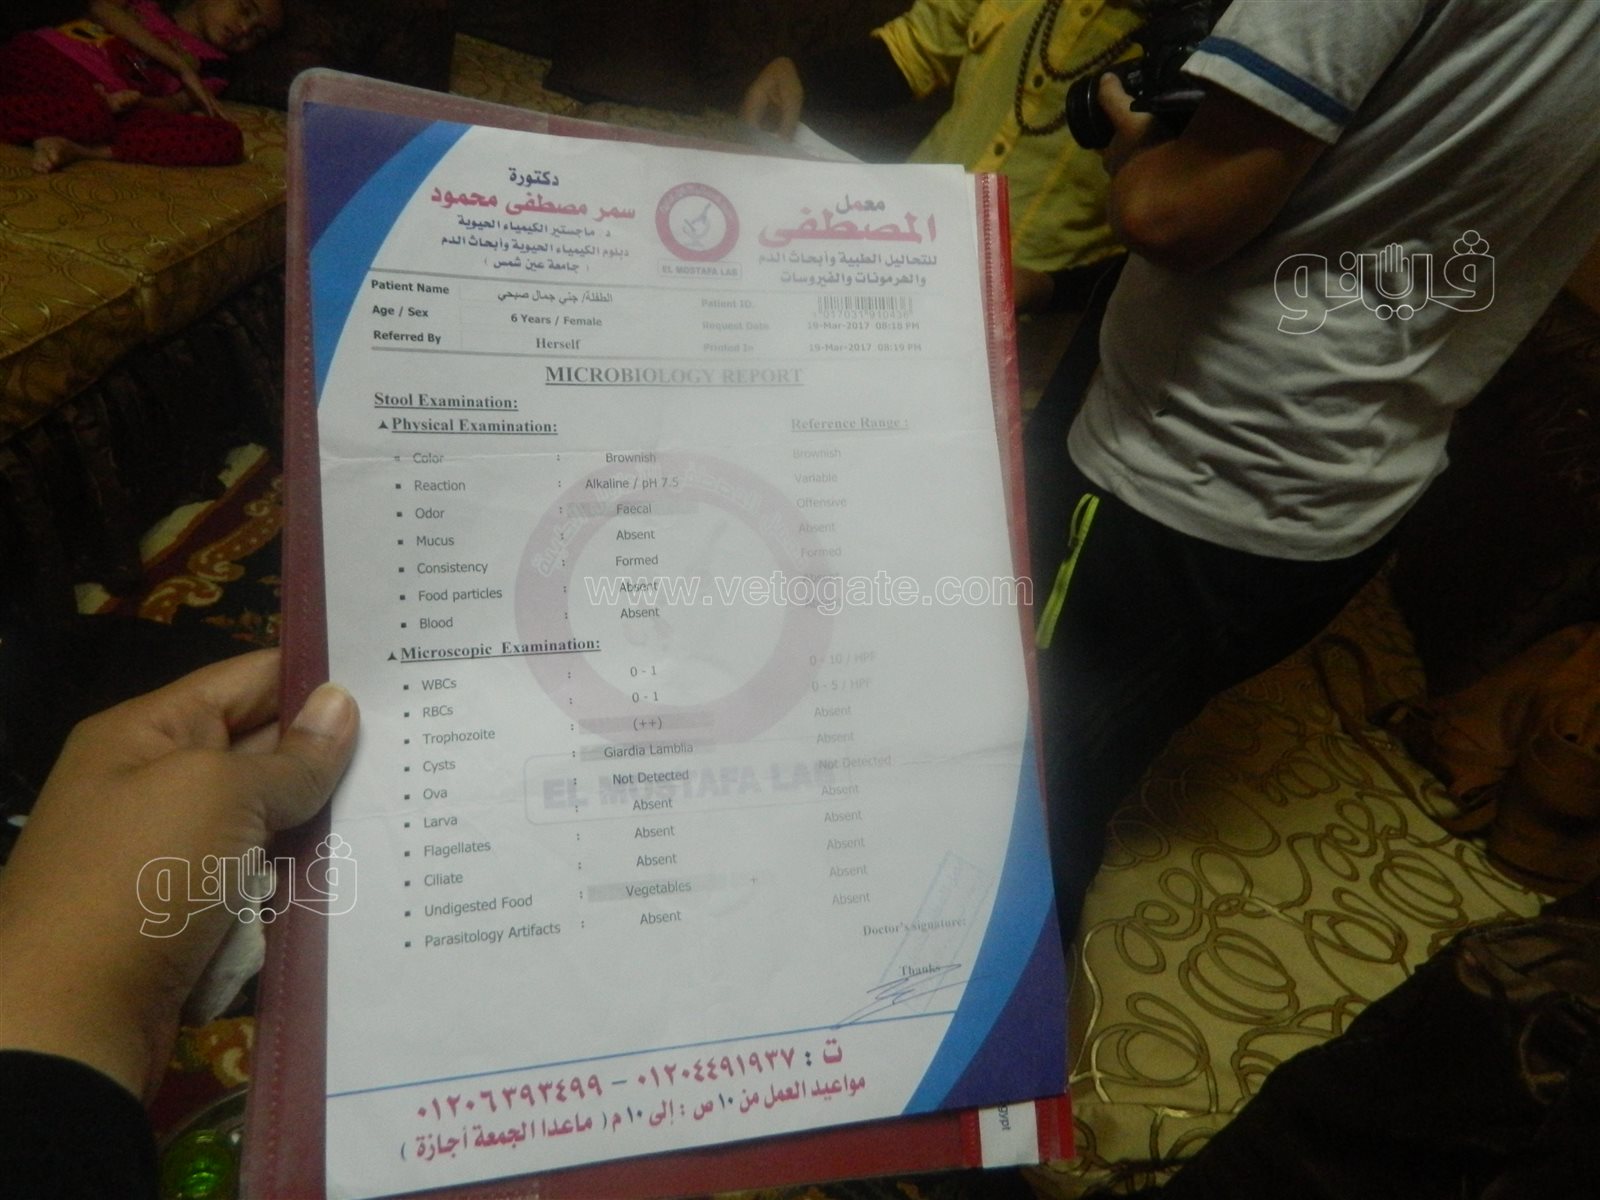 دكتورة
سمر مصطفى محمود
د. ماجستير الكيمياء الحيوية
دبلوم الكيمياء الحيوية وأبحاث الدم
( جامعة عين شمس )
EL MOSTAFA LAB
معمل
المصطفى
للتحاليل الطبية وأبحاث الدم
والهرمونات والفيروسات
Patient Name الطفلة/ جني جمال صبحي
Age / Sex 6 Years / Female
Referred By Herself
Patient ID:
Request Date 19-Mar-2017 08:18 PM
Printed In 19-Mar-2017 08:19 PM
MICROBIOLOGY REPORT
Stool Examination:
Physical Examination: Reference Range :
Color : Brownish Brownish
Reaction : Alkaline / pH 7.5 Variable
Odor : Faecal Offensive
Mucus : Absent Absent
Consistency : Formed Formed
Food particles : Absent
Blood : Absent
Microscopic Examination:
WBCs : 0 - 1 0 - 10 / HPF
RBCs : 0 - 1 0 - 5 / HPF
Trophozoite : (++) Absent
Cysts : Giardia Lamblia Absent
Ova : Not Detected Not Detected
Larva : Absent Absent
Flagellates : Absent Absent
Ciliate : Absent Absent
Undigested Food : Vegetables + Absent
Parasitology Artifacts : Absent Absent
EL MOSTAFA LAB
Doctor's signature:
Thanks
ت : ٠١٢٠٤٤٩١٩٣٧ - ٠١٢٠٦٣٩٣٤٩٩
مواعيد العمل من ١٠ ص : إلى ١٠ م ( ماعدا الجمعة أجازة )
www.vetogate.com
ڤيتو
ڤيتو